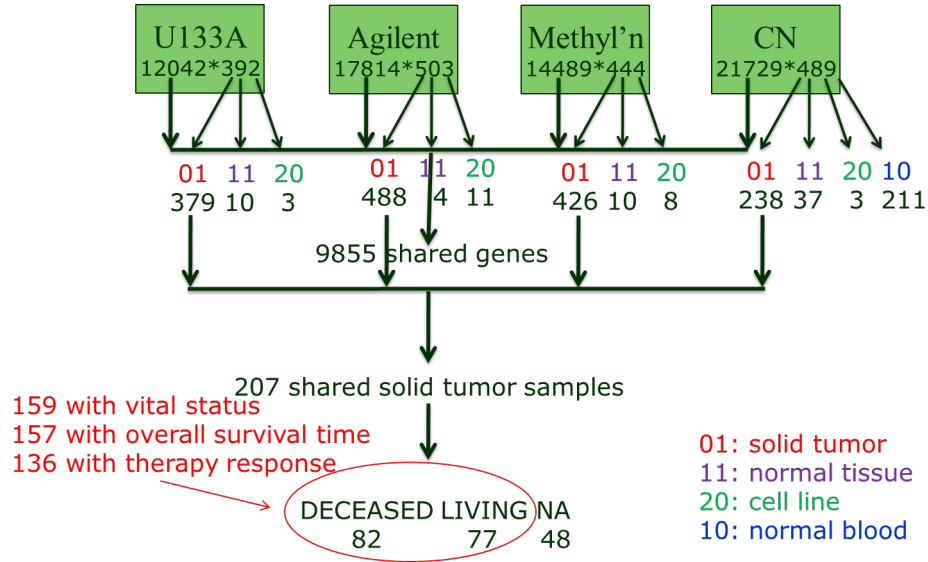 U133A Agilent Methyl'n CN
12042*392 17814*503 14489*444 21729*489
01 11 20 01 11 20 01 11 20 01 11 20 10
379 10 3 488 4 11 426 10 8 238 37 3 211
9855 shared genes
207 shared solid tumor samples
159 with vital status
157 with overall survival time
136 with therapy response
DECEASED LIVING NA
82 77 48
01: solid tumor
11: normal tissue
20: cell line
10: normal blood